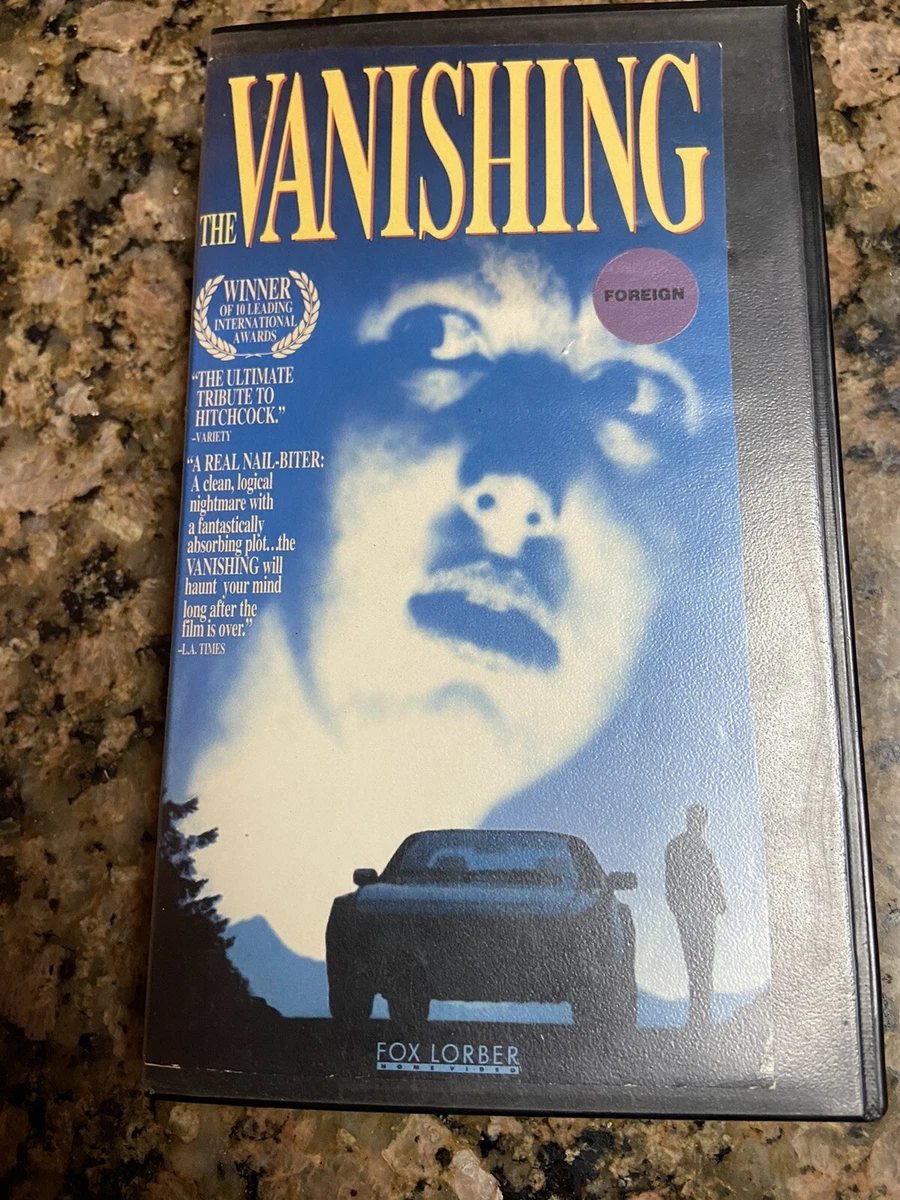 THE VANISHING
FOREIGN
WINNER
OF 10 LEADING
INTERNATIONAL
AWARDS
“THE ULTIMATE
TRIBUTE TO
HITCHCOCK.”
–VARIETY
“A REAL NAIL-BITER:
A clean, logical
nightmare with
a fantastically
absorbing plot...the
VANISHING will
haunt your mind
long after the
film is over.”
–L.A. TIMES
FOX LORBER
HOME VIDEO